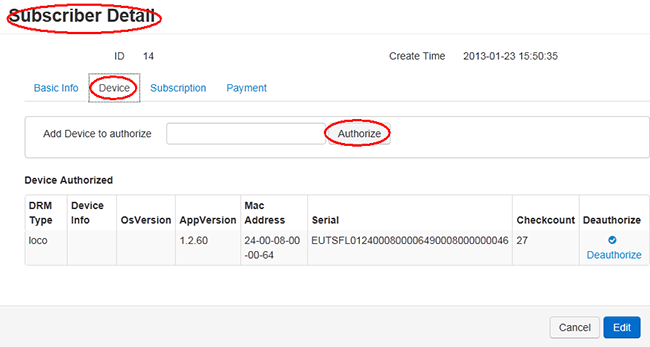 Subscriber Detail
ID 14 Create Time 2013-01-23 15:50:35
Basic Info Device Subscription Payment
Add Device to authorize Authorize
Device Authorized
DRM Type Device Info OsVersion AppVersion Mac Address Serial Checkcount Deauthorize
loco 1.2.60 24-00-08-00-00-64 EUTSFL0124000800006490008000000046 27 Deauthorize
Cancel Edit